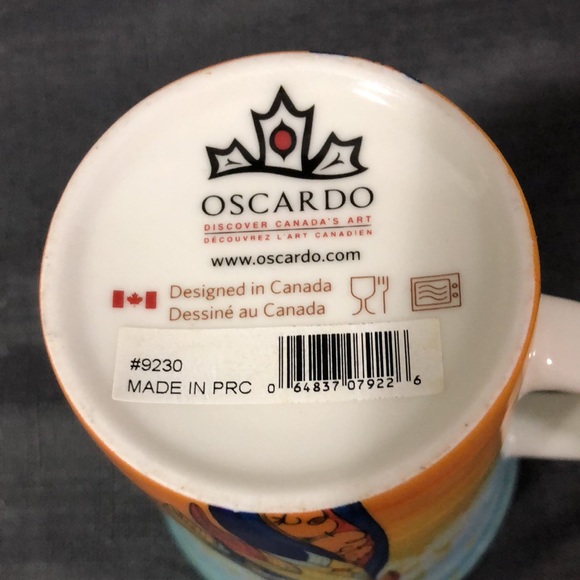 OSCARDO
DISCOVER CANADA'S ART
DÉCOUVREZ L'ART CANADIEN
www.oscardo.com
Designed in Canada
Dessiné au Canada
#9230
MADE IN PRC
0 64837 07922 6